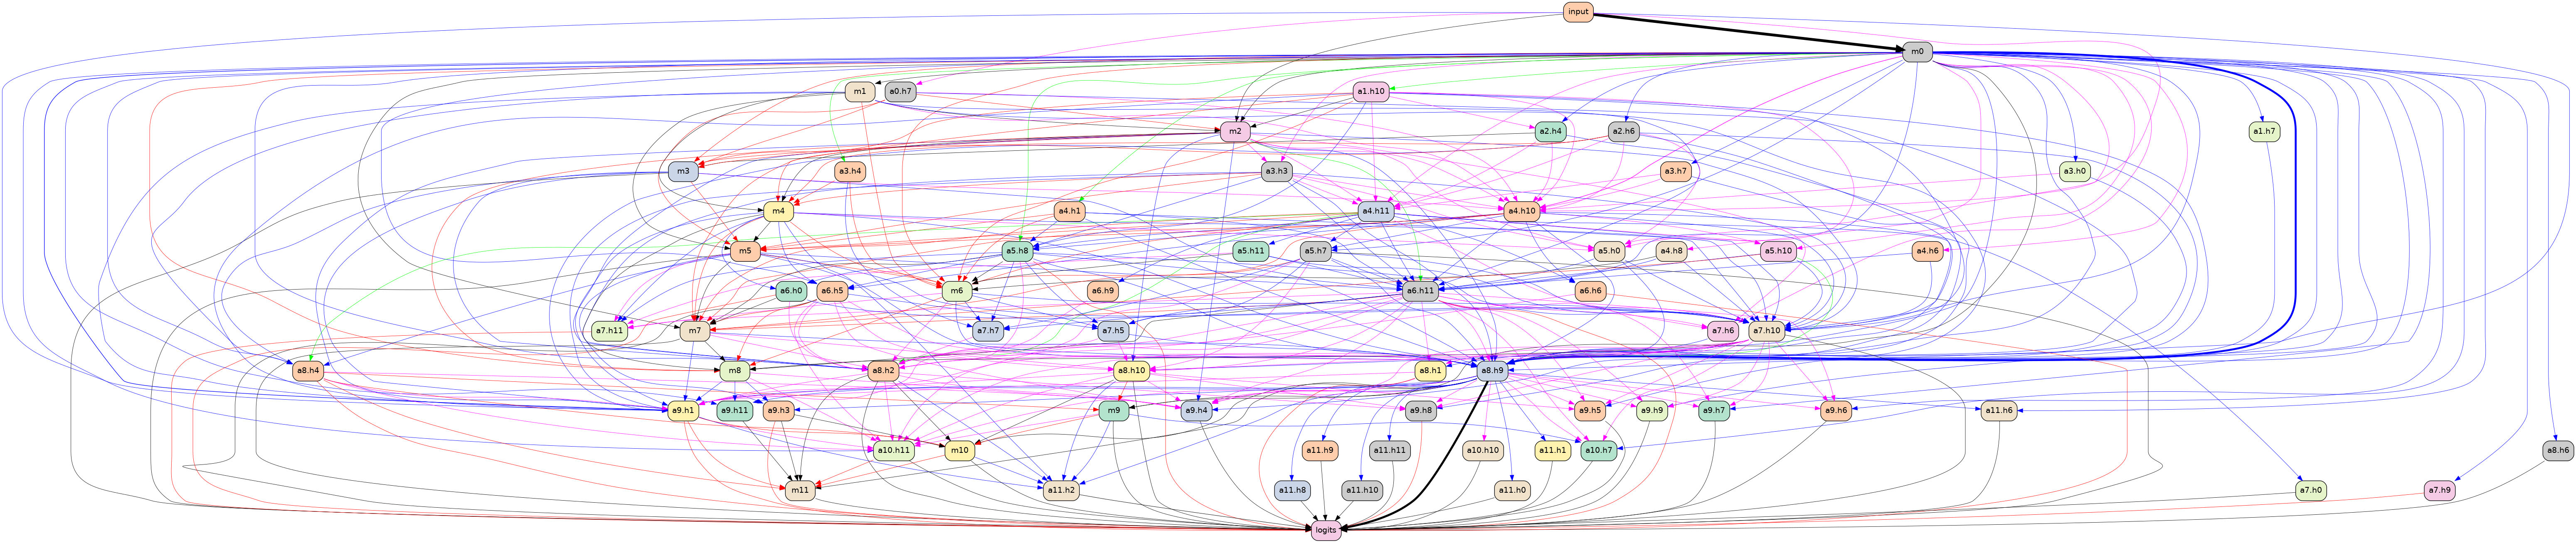 input
m0
m1 a0.h7 a1.h10
m2 a2.h4 a2.h6 a1.h7
m3 a3.h4 a3.h3 a3.h7 a3.h0
m4 a4.h1 a4.h11 a4.h10
m5 a5.h8 a5.h11 a5.h7 a5.h0 a4.h8 a5.h10 a4.h6
a6.h0 a6.h5 m6 a6.h9 a6.h11 a6.h6
a7.h11 m7 a7.h7 a7.h5 a7.h6 a7.h10
a8.h4 m8 a8.h2 a8.h10 a8.h1 a8.h9
a9.h1 a9.h11 a9.h3 m9 a9.h4 a9.h8 a9.h5 a9.h9 a9.h7 a9.h6 a11.h6
a10.h11 m10 a11.h9 a11.h11 a10.h10 a11.h1 a10.h7 a8.h6
m11 a11.h2 a11.h8 a11.h10 a11.h0 a7.h0 a7.h9
logits